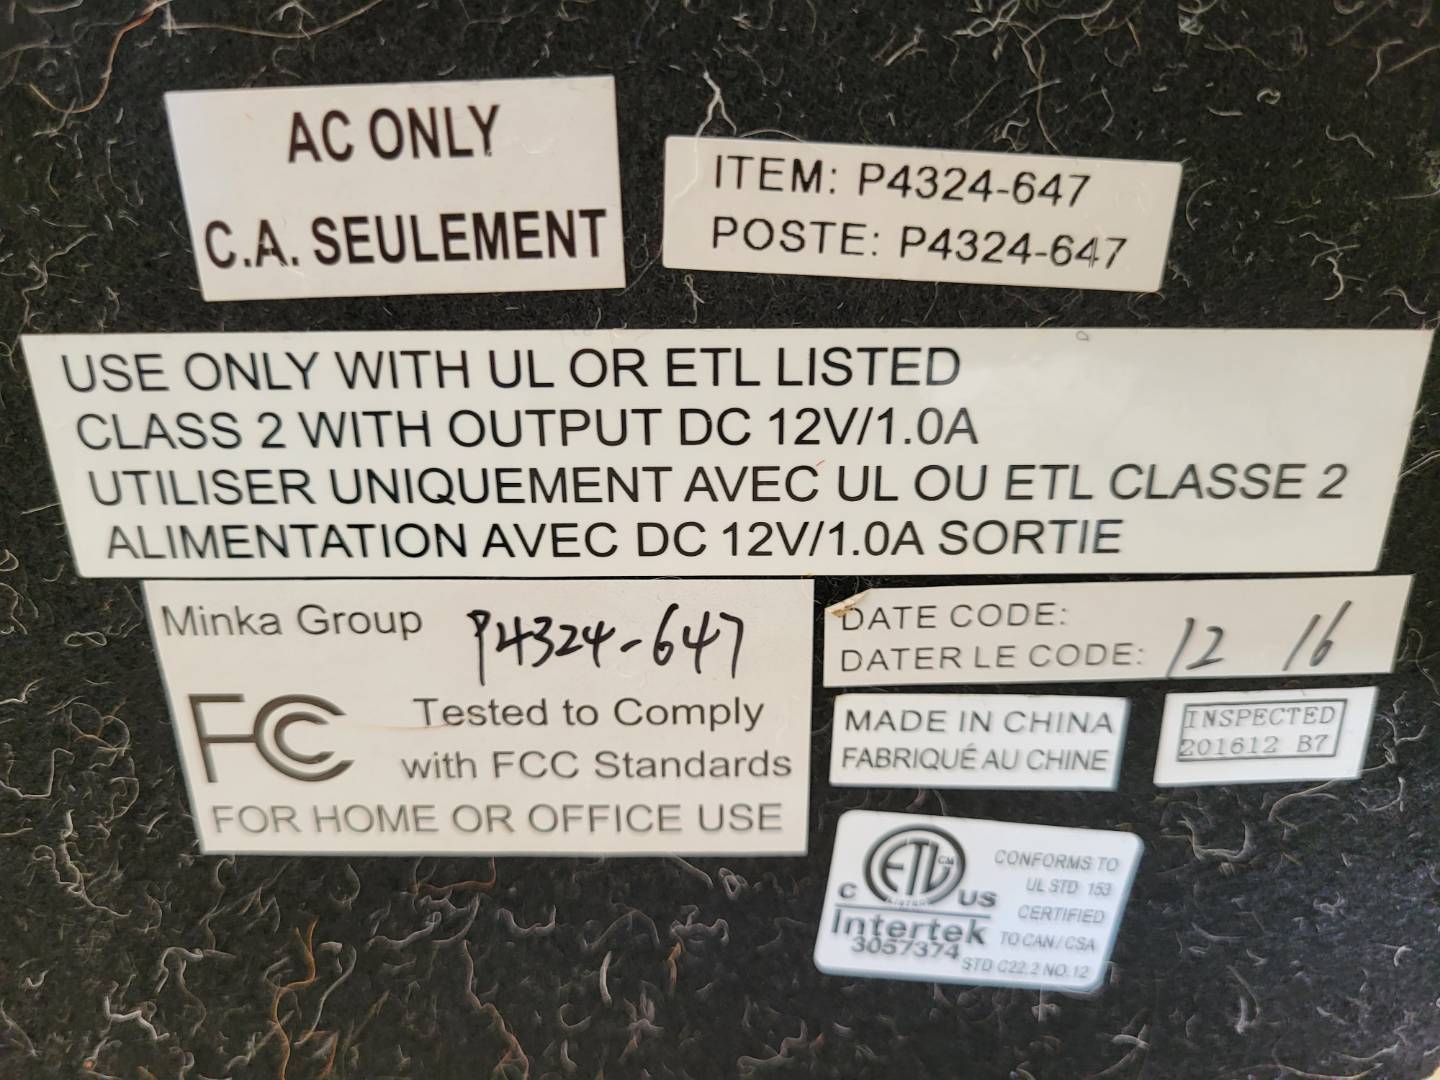 AC ONLY
C.A. SEULEMENT
ITEM: P4324-647
POSTE: P4324-647
USE ONLY WITH UL OR ETL LISTED
CLASS 2 WITH OUTPUT DC 12V/1.0A
UTILISER UNIQUEMENT AVEC UL OU ETL CLASSE 2
ALIMENTATION AVEC DC 12V/1.0A SORTIE
Minka Group P4324-647
FC
Tested to Comply
with FCC Standards
FOR HOME OR OFFICE USE
DATE CODE:
DATER LE CODE: 12 16
MADE IN CHINA
FABRIQUÉ AU CHINE
INSPECTED
201612 B7
ETL CM
LISTED
C US
Intertek
3057374
CONFORMS TO
UL STD 153
CERTIFIED
TO CAN/CSA
STD C22.2 NO.12